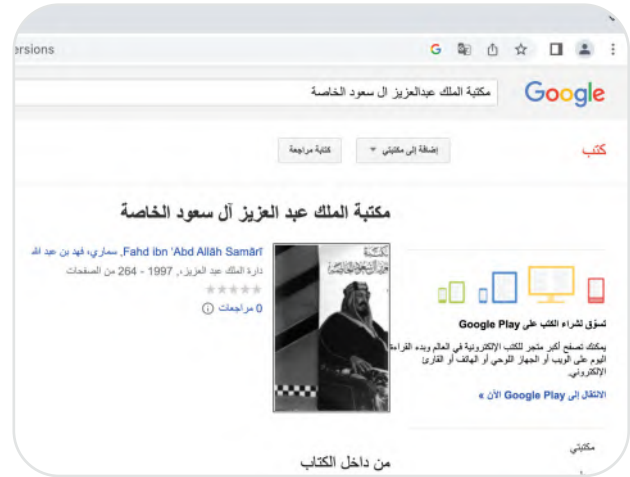 ersions
Google
مكتبة الملك عبدالعزيز ال سعود الخاصة
كتب
إضافة إلى مكتبتي
كتابة مراجعة
مكتبة الملك عبد العزيز آل سعود الخاصة
Fahd ibn ʻAbd Allāh Samārī, سماري، فهد بن عبد الله
دارة الملك عبد العزيز, 1997 - 264 من الصفحات
0 مراجعات
تسوّق لشراء الكتب على Google Play
يمكنك تصفح أكبر متجر للكتب الإلكترونية في العالم وبدء القراءة
اليوم على الويب أو الجهاز اللوحي أو الهاتف أو القارئ
الإلكتروني.
الانتقال إلى Google Play الآن »
مكتبتي
من داخل الكتاب